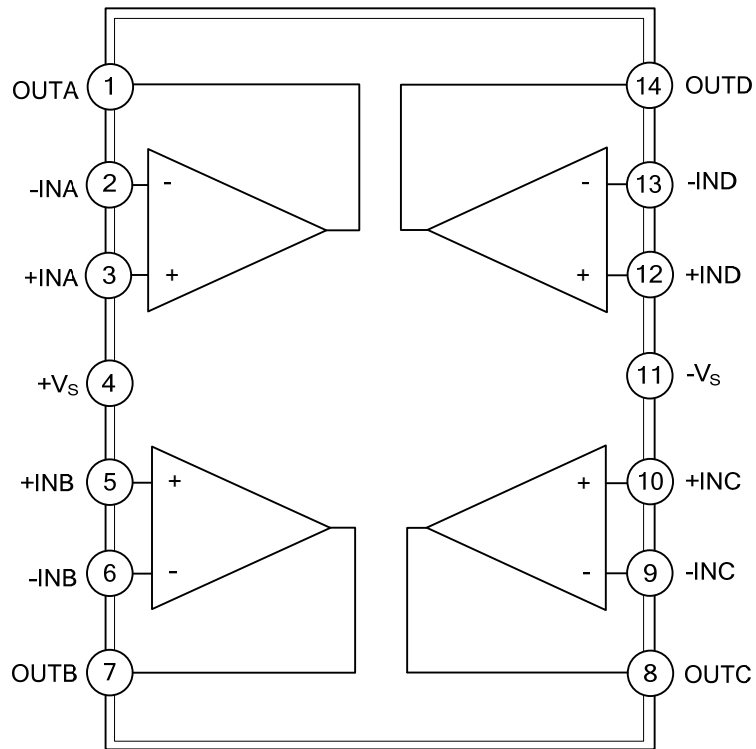 OUTA 1 14 OUTD
-INA 2 - - 13 -IND
+INA 3 + + 12 +IND
+VS 4 11 -VS
+INB 5 + + 10 +INC
-INB 6 - - 9 -INC
OUTB 7 8 OUTC